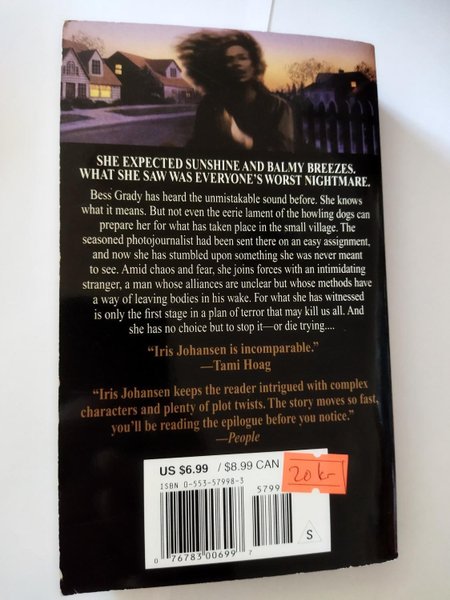 SHE EXPECTED SUNSHINE AND BALMY BREEZES.
WHAT SHE SAW WAS EVERYONE'S WORST NIGHTMARE.
Bess Grady has heard the unmistakable sound before. She knows
what it means. But not even the eerie lament of the howling dogs can
prepare her for what has taken place in the small village. The
seasoned photojournalist had been sent there on an easy assignment,
and now she has stumbled upon something she was never meant
to see. Amid chaos and fear, she joins forces with an intimidating
stranger, a man whose alliances are unclear but whose methods have
a way of leaving bodies in his wake. For what she has witnessed
is only the first stage in a plan of terror that may kill us all. And
she has no choice but to stop it—or die trying....
“Iris Johansen is incomparable.”
—Tami Hoag
“Iris Johansen keeps the reader intrigued with complex
characters and plenty of plot twists. The story moves so fast,
you'll be reading the epilogue before you notice.”
—People
US $6.99 / $8.99 CAN
20 kr
ISBN 0-553-57998-3
5799
S
0 76783 00699 7